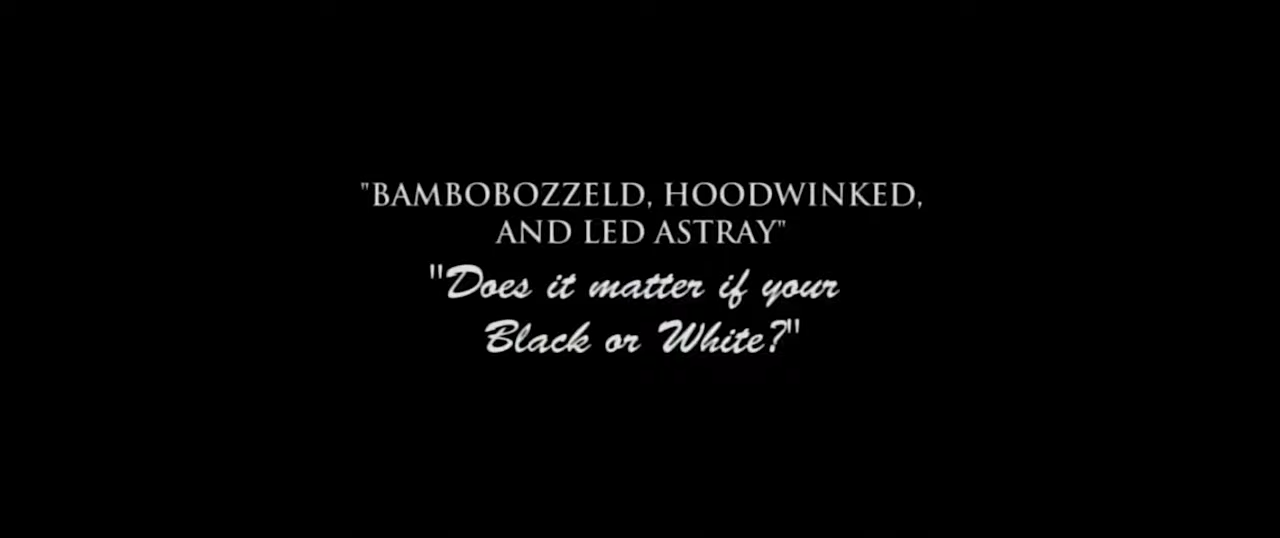 "BAMBOBOZZELD, HOODWINKED,
AND LED ASTRAY"
"Does it matter if your
Black or White?"